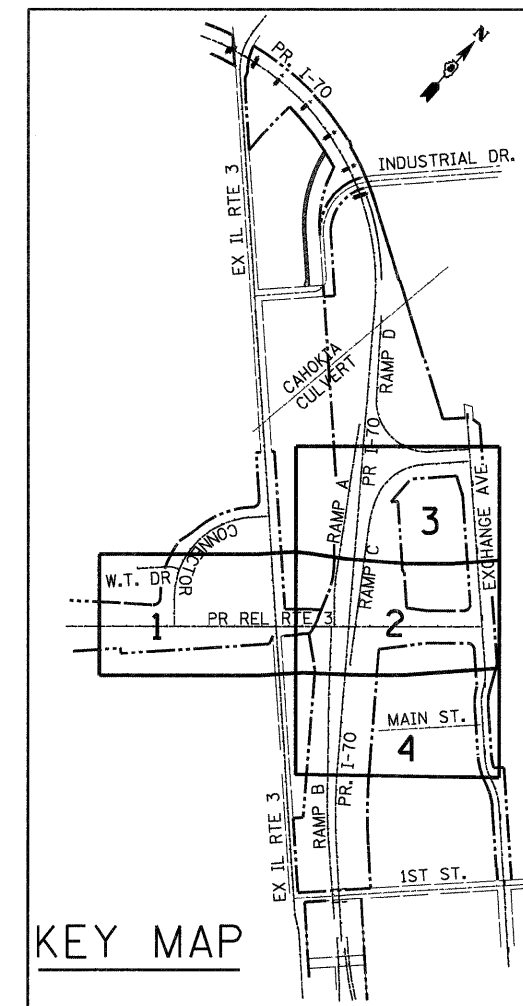 N
PR. I-70
INDUSTRIAL DR.
EX IL RTE 3
CAHOKIA
CULVERT
RAMP D
PR I-70
RAMP A
EXCHANGE AVE.
3
CONNECTOR
RAMP C
W.T. DR
1
PR REL RTE 3
2
MAIN ST.
4
PR. I-70
RAMP B
EX IL RTE 3
1ST ST.
KEY MAP